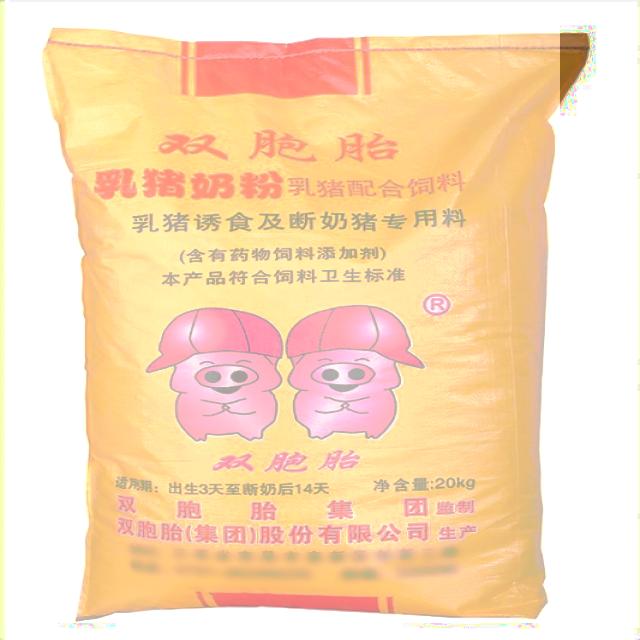 双胞胎
乳猪奶粉 乳猪配合饲料
乳猪诱食及断奶猪专用料
(含有药物饲料添加剂)
本产品符合饲料卫生标准
®
双胞胎
适用期：出生3天至断奶后14天 净含量:20kg
双胞胎集团监制
双胞胎(集团)股份有限公司生产